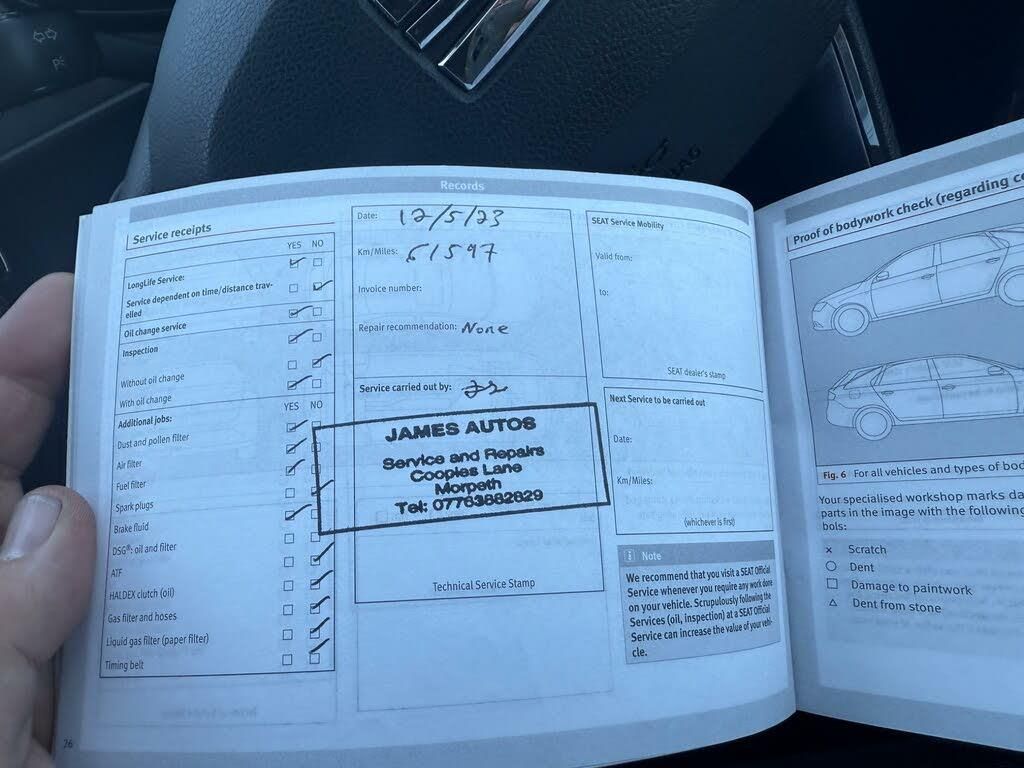 Records
Service receipts
YES NO
LongLife Service:
Service dependent on time/distance trav-
elled
Oil change service
Inspection
Without oil change
With oil change
Additional jobs: YES NO
Dust and pollen filter
Air filter
Fuel filter
Spark plugs
Brake fluid
DSG®: oil and filter
ATF
HALDEX clutch (oil)
Gas filter and hoses
Liquid gas filter (paper filter)
Timing belt
26
Date: 12/5/23
Km/Miles: 61597
Invoice number:
Repair recommendation: None
Service carried out by:
JAMES AUTOS
Service and Repairs
Cooples Lane
Morpeth
Tel: 07763882829
Technical Service Stamp
SEAT Service Mobility
Valid from:
to:
SEAT dealer's stamp
Next Service to be carried out
Date:
Km/Miles:
(whichever is first)
i Note
We recommend that you visit a SEAT Official
Service whenever you require any work done
on your vehicle. Scrupulously following the
Services (oil, inspection) at a SEAT Official
Service can increase the value of your vehi-
cle.
Proof of bodywork check (regarding
Fig. 6 For all vehicles and types of
Your specialised workshop marks
parts in the image with the following
bols:
× Scratch
○ Dent
□ Damage to paintwork
△ Dent from stone